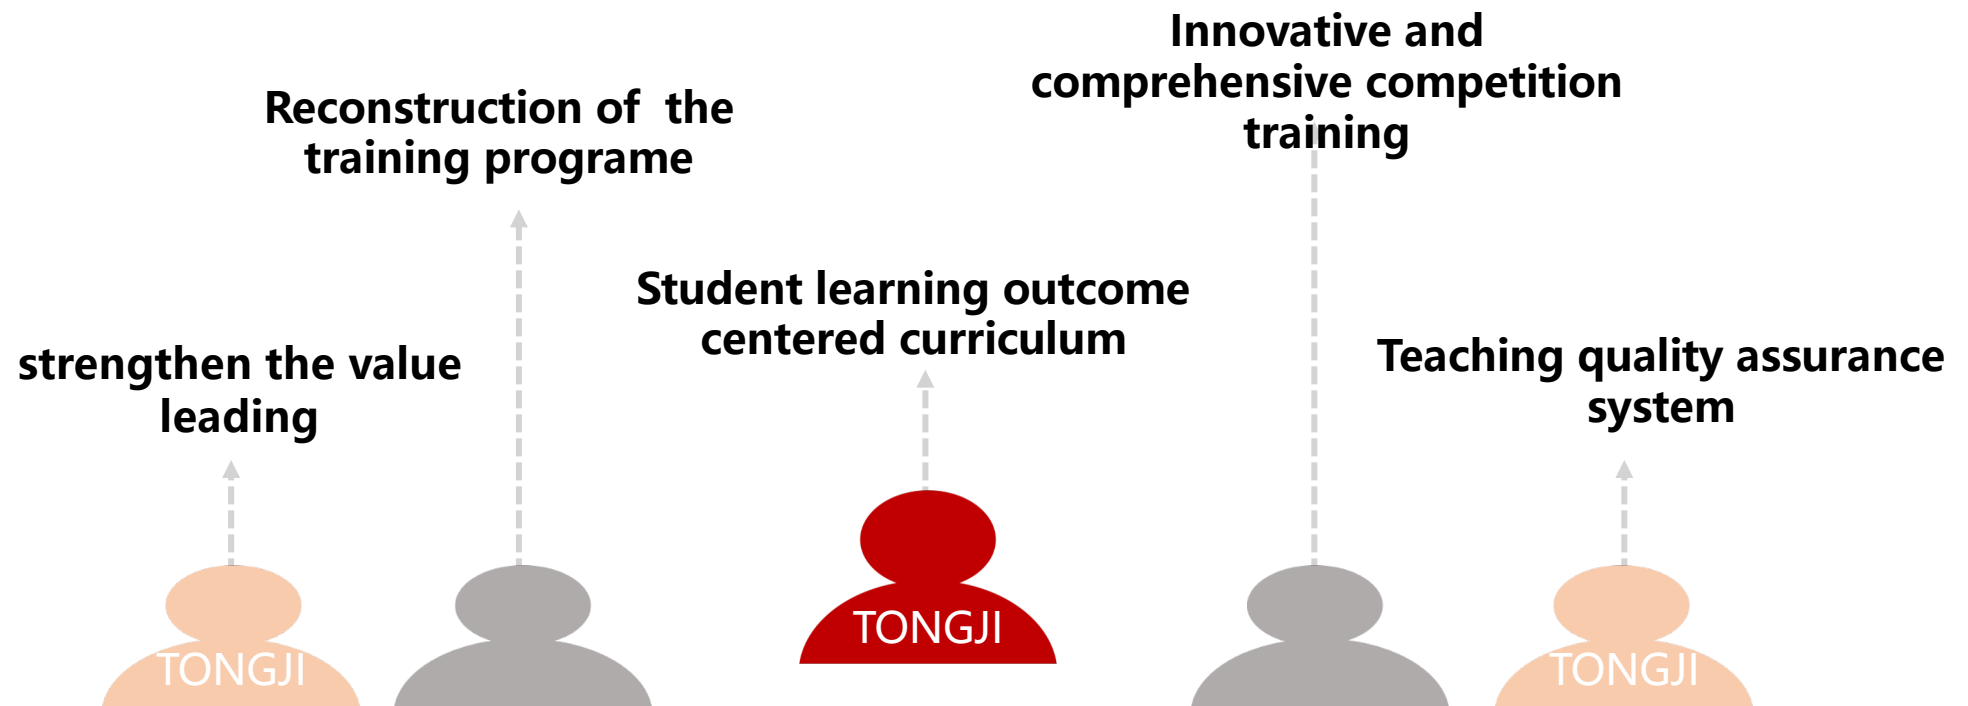 Innovative and
comprehensive competition
training
Reconstruction of  the
training programe
Student learning outcome
centered curriculum
strengthen the value
leading
Teaching quality assurance
system
TONGJI
TONGJI
TONGJI